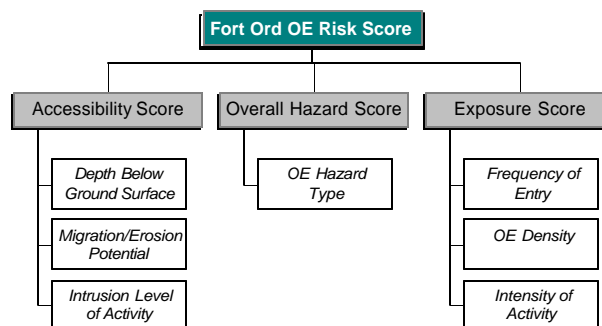 Fort Ord OE Risk Score
Accessibility Score
Overall Hazard Score
Exposure Score
Depth Below
Ground Surface
Migration/Erosion
Potential
Intrusion Level
of Activity
OE Hazard
Type
Frequency of
Entry
OE Density
Intensity of
Activity